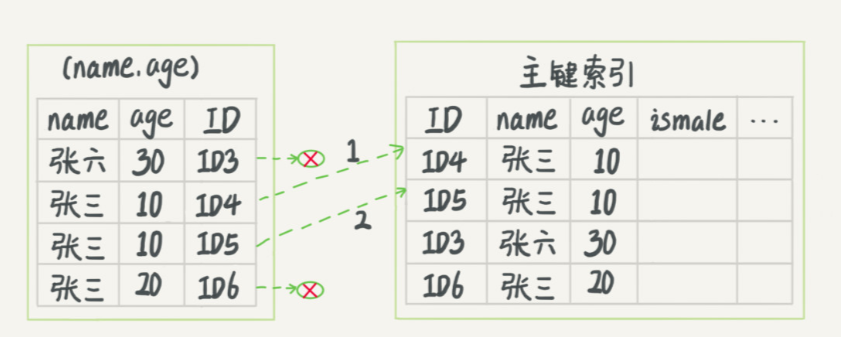 (name.age)
name age ID
张六 30 ID3
张三 10 ID4
张三 10 ID5
张三 20 ID6
1
2
主键索引
ID name age ismale ...
ID4 张三 10
ID5 张三 10
ID3 张六 30
ID6 张三 20